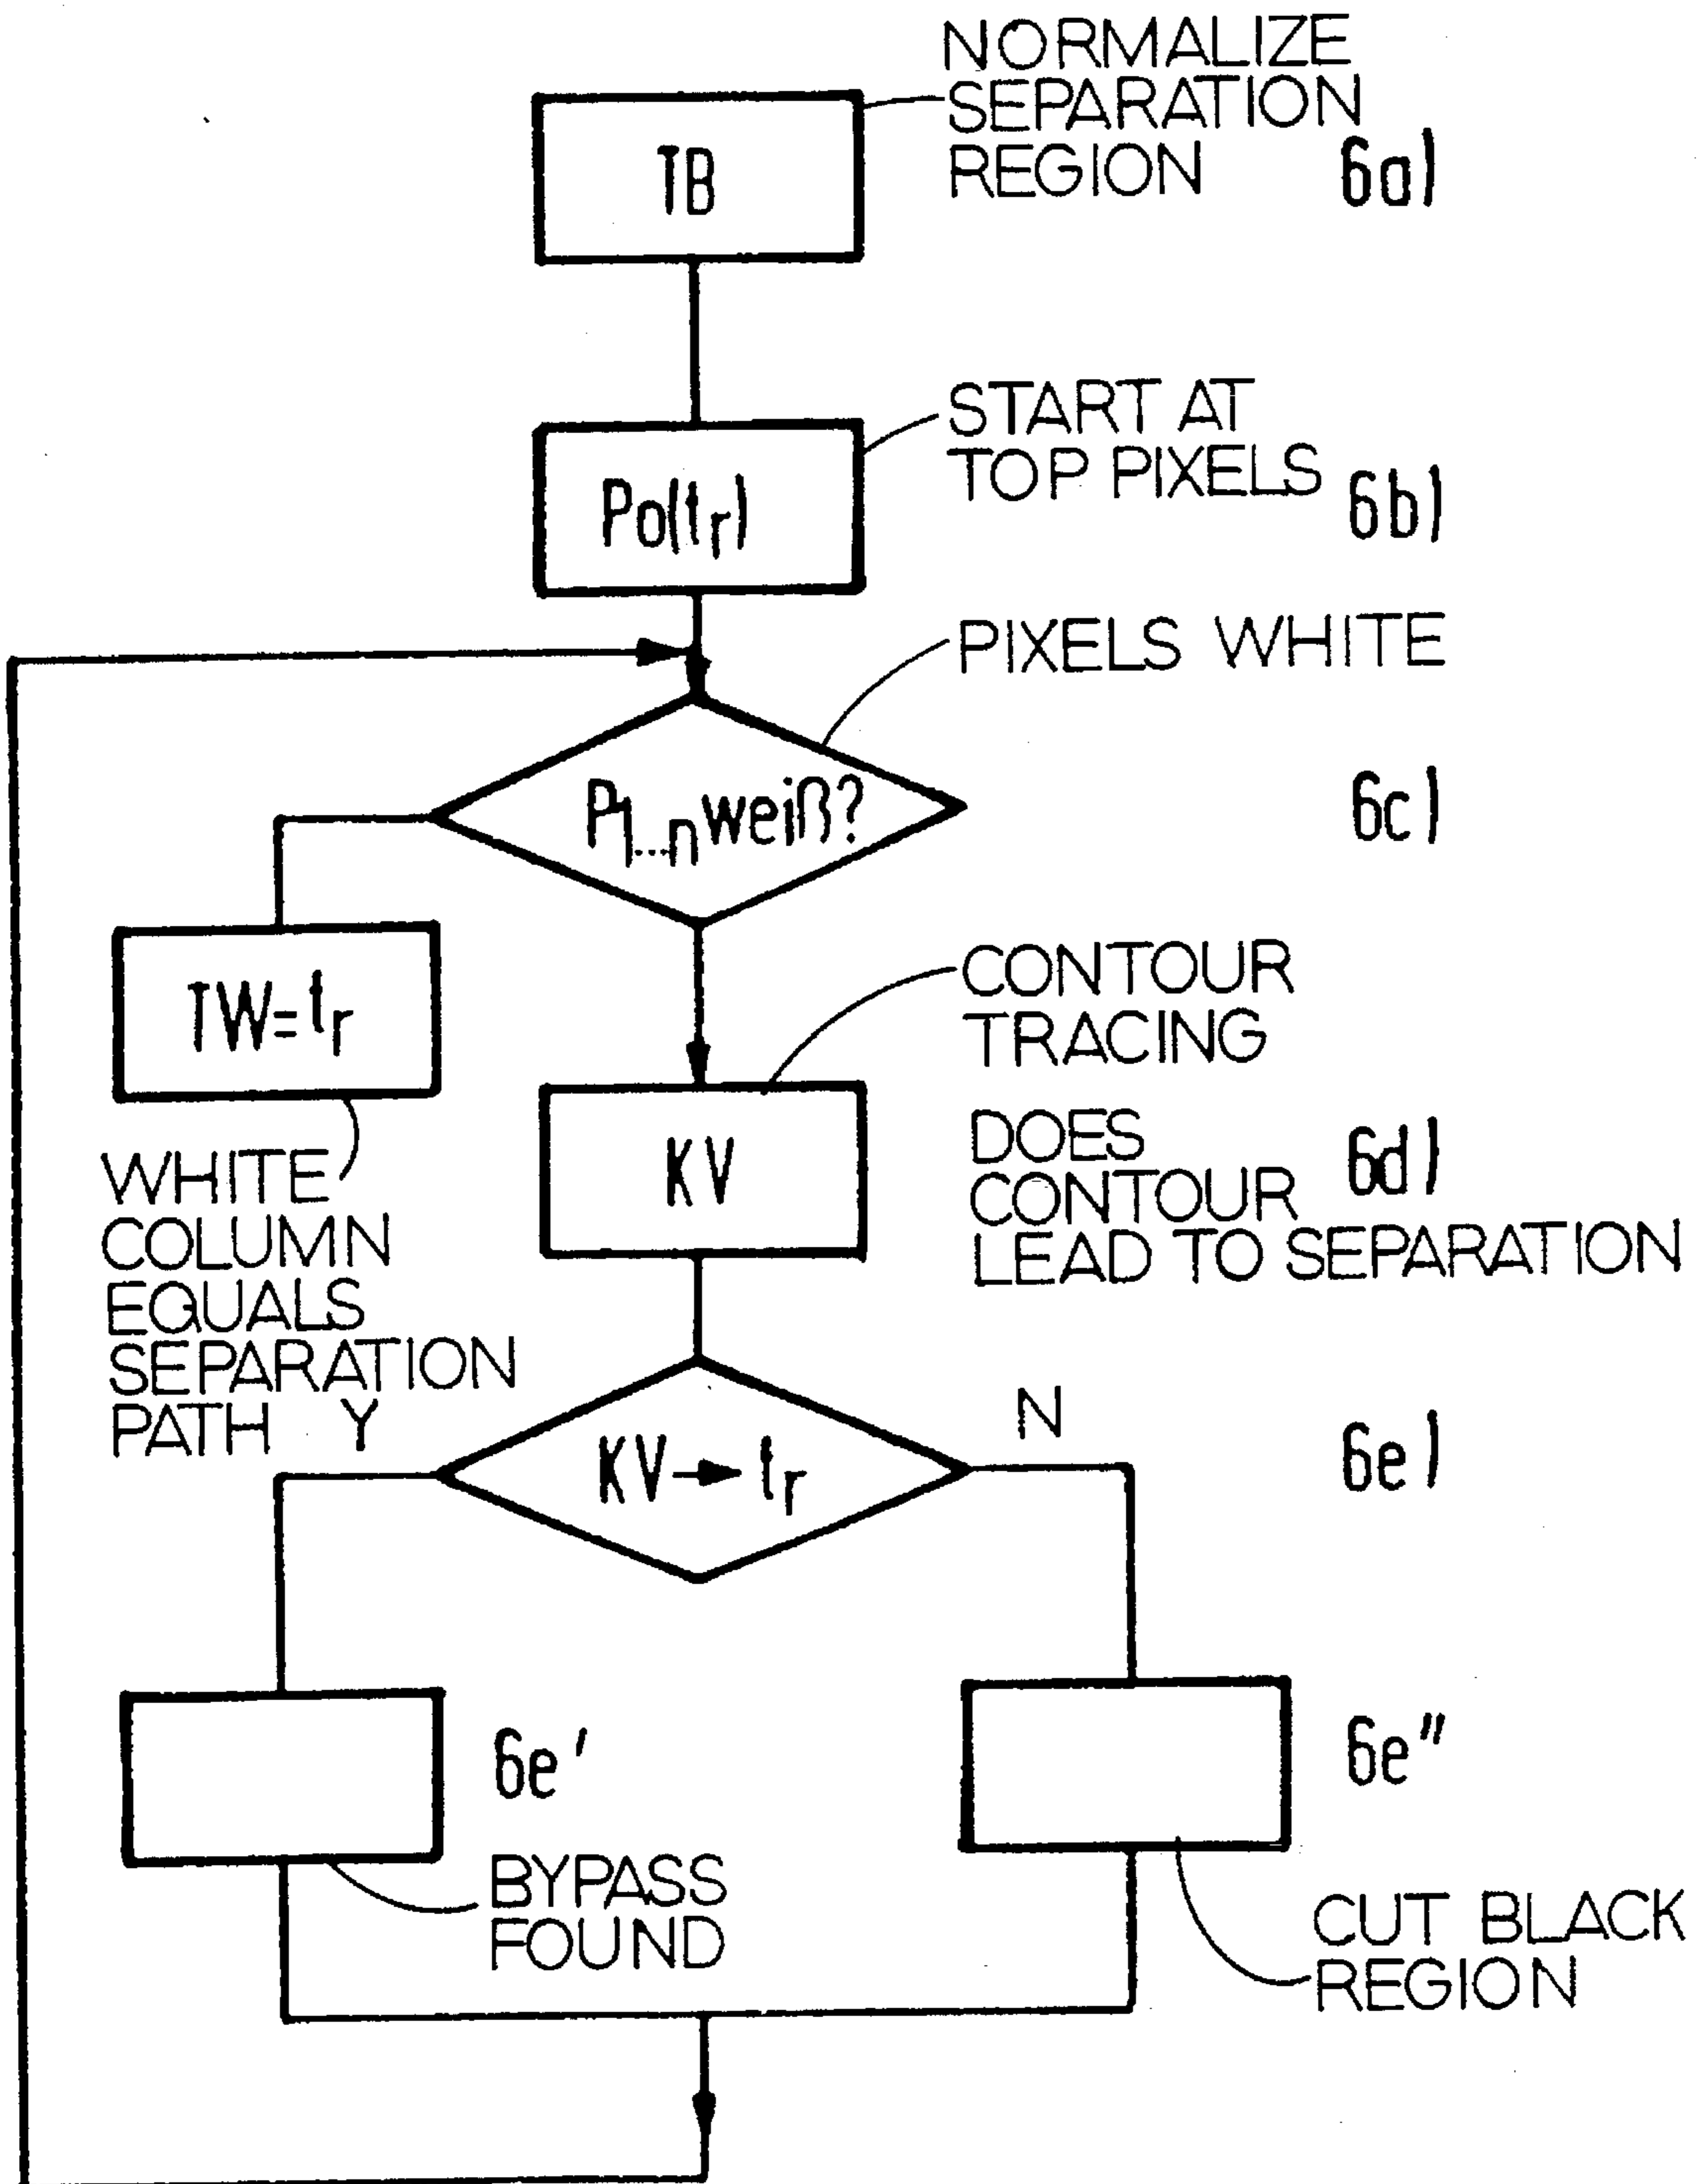 NORMALIZE
SEPARATION
REGION
6a)
TB
START AT
TOP PIXELS
6b)
Po(tr)
PIXELS WHITE
P1...n weiß?
6c)
TW=tr
CONTOUR
TRACING
WHITE
COLUMN
EQUALS
SEPARATION
PATH Y
KV
DOES
CONTOUR
LEAD TO SEPARATION
6d)
N
KV→tr
6e)
6e'
6e"
BYPASS
FOUND
CUT BLACK
REGION